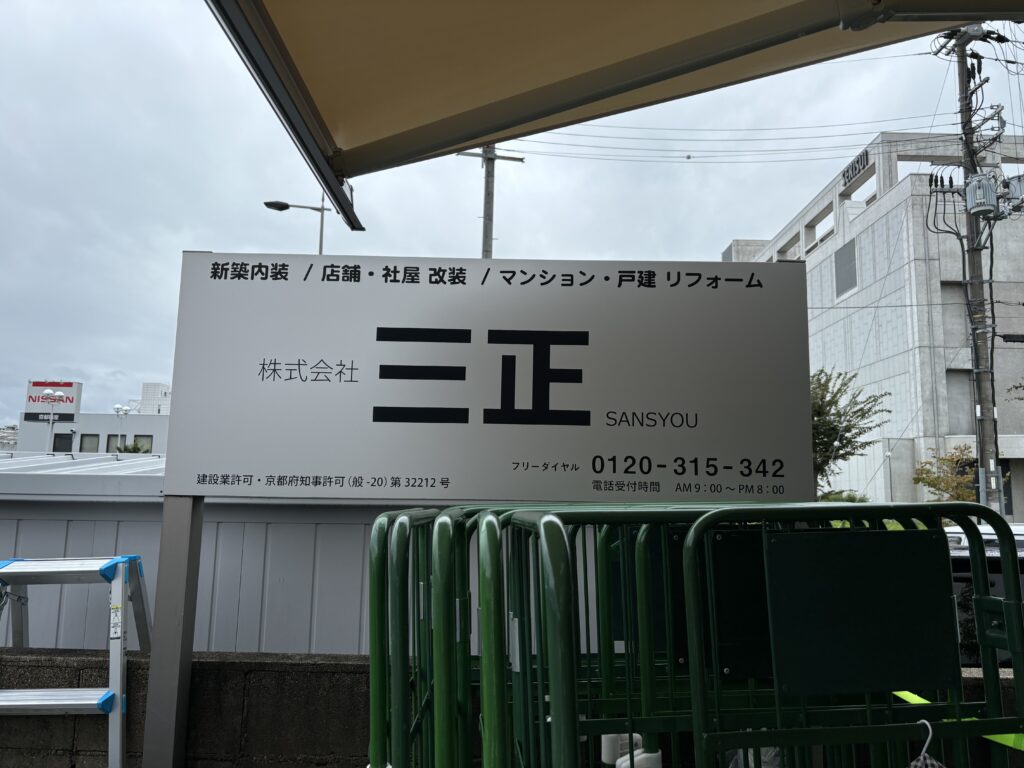 新築内装 / 店舗・社屋 改装 / マンション・戸建 リフォーム
株式会社 三正 SANSYOU
フリーダイヤル 0120-315-342
建設業許可・京都府知事許可(般-20)第32212号
電話受付時間 AM 9:00～PM 8:00
NISSAN
SEKISUI